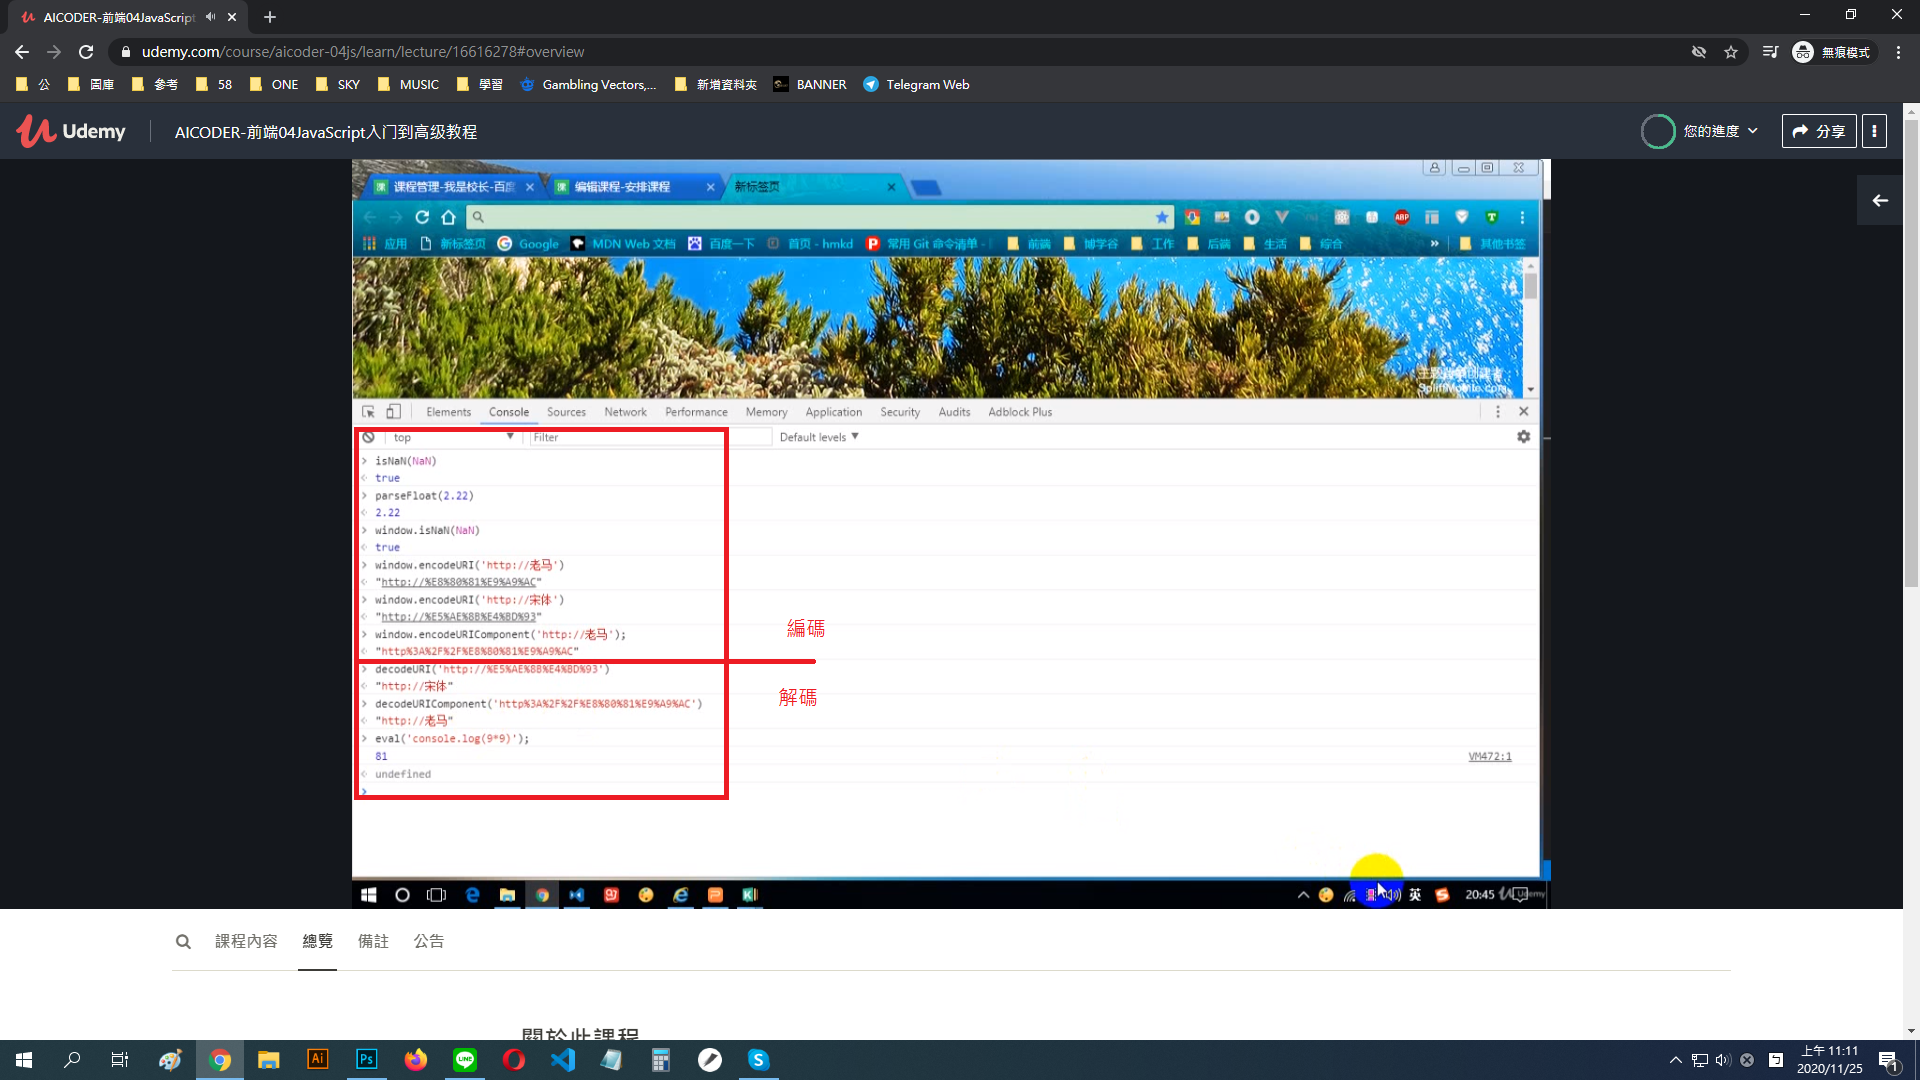 AICODER-前端04JavaScript
udemy.com/course/aicoder-04js/learn/lecture/16616278#overview
無痕模式
公 圖庫 參考 58 ONE SKY MUSIC 學習 Gambling Vectors,... 新增資料夾 BANNER Telegram Web
Udemy AICODER-前端04JavaScript入门到高级教程 您的進度 分享
课程管理-我是校长-百度 编辑课程-安排课程 新标签页
ABP
应用 新标签页 Google MDN Web 文档 百度一下 首页 - hmkd 常用 Git 命令清单 - 前端 博学谷 工作 后端 生活 综合 » 其他书签
Elements Console Sources Network Performance Memory Application Security Audits Adblock Plus
top Filter Default levels
> isNaN(NaN)
true
> parseFloat(2.22)
2.22
> window.isNaN(NaN)
true
> window.encodeURI('http://老马')
"http://%E8%80%81%E9%A9%AC"
> window.encodeURI('http://宋体')
"http://%E5%AE%8B%E4%BD%93"
編碼
> window.encodeURIComponent('http://老马');
"http%3A%2F%2F%E8%80%81%E9%A9%AC"
> decodeURI('http://%E5%AE%8B%E4%BD%93')
"http://宋体"
解碼
> decodeURIComponent('http%3A%2F%2F%E8%80%81%E9%A9%AC')
"http://老马"
> eval('console.log(9*9)');
81 VM472:1
undefined
>
英 20:45 Udemy
課程內容 總覽 備註 公告
關於此課程
Ai Ps LINE
上午 11:11
2020/11/25
1